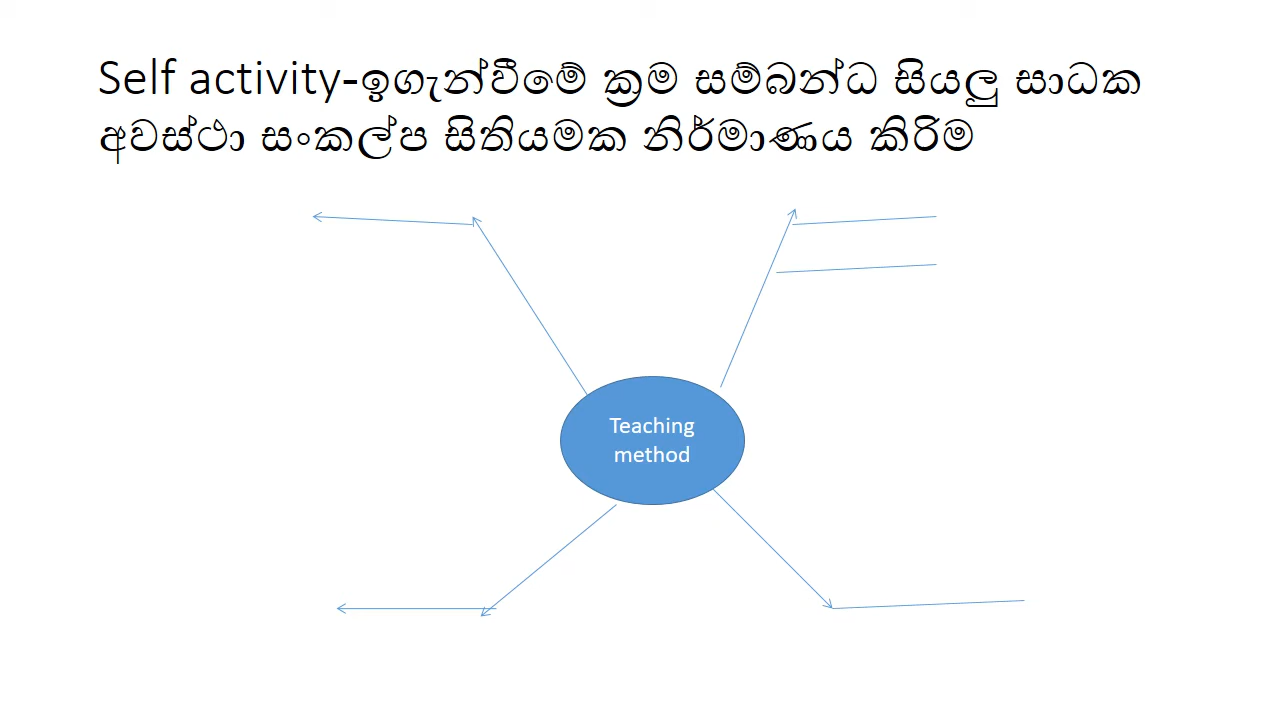 Self activity-ඉගැන්වීමේ ක්‍රම සම්බන්ධ සියලු සාධක
අවස්ථා සංකල්ප සිතියමක නිර්මාණය කිරිම
Teaching
method